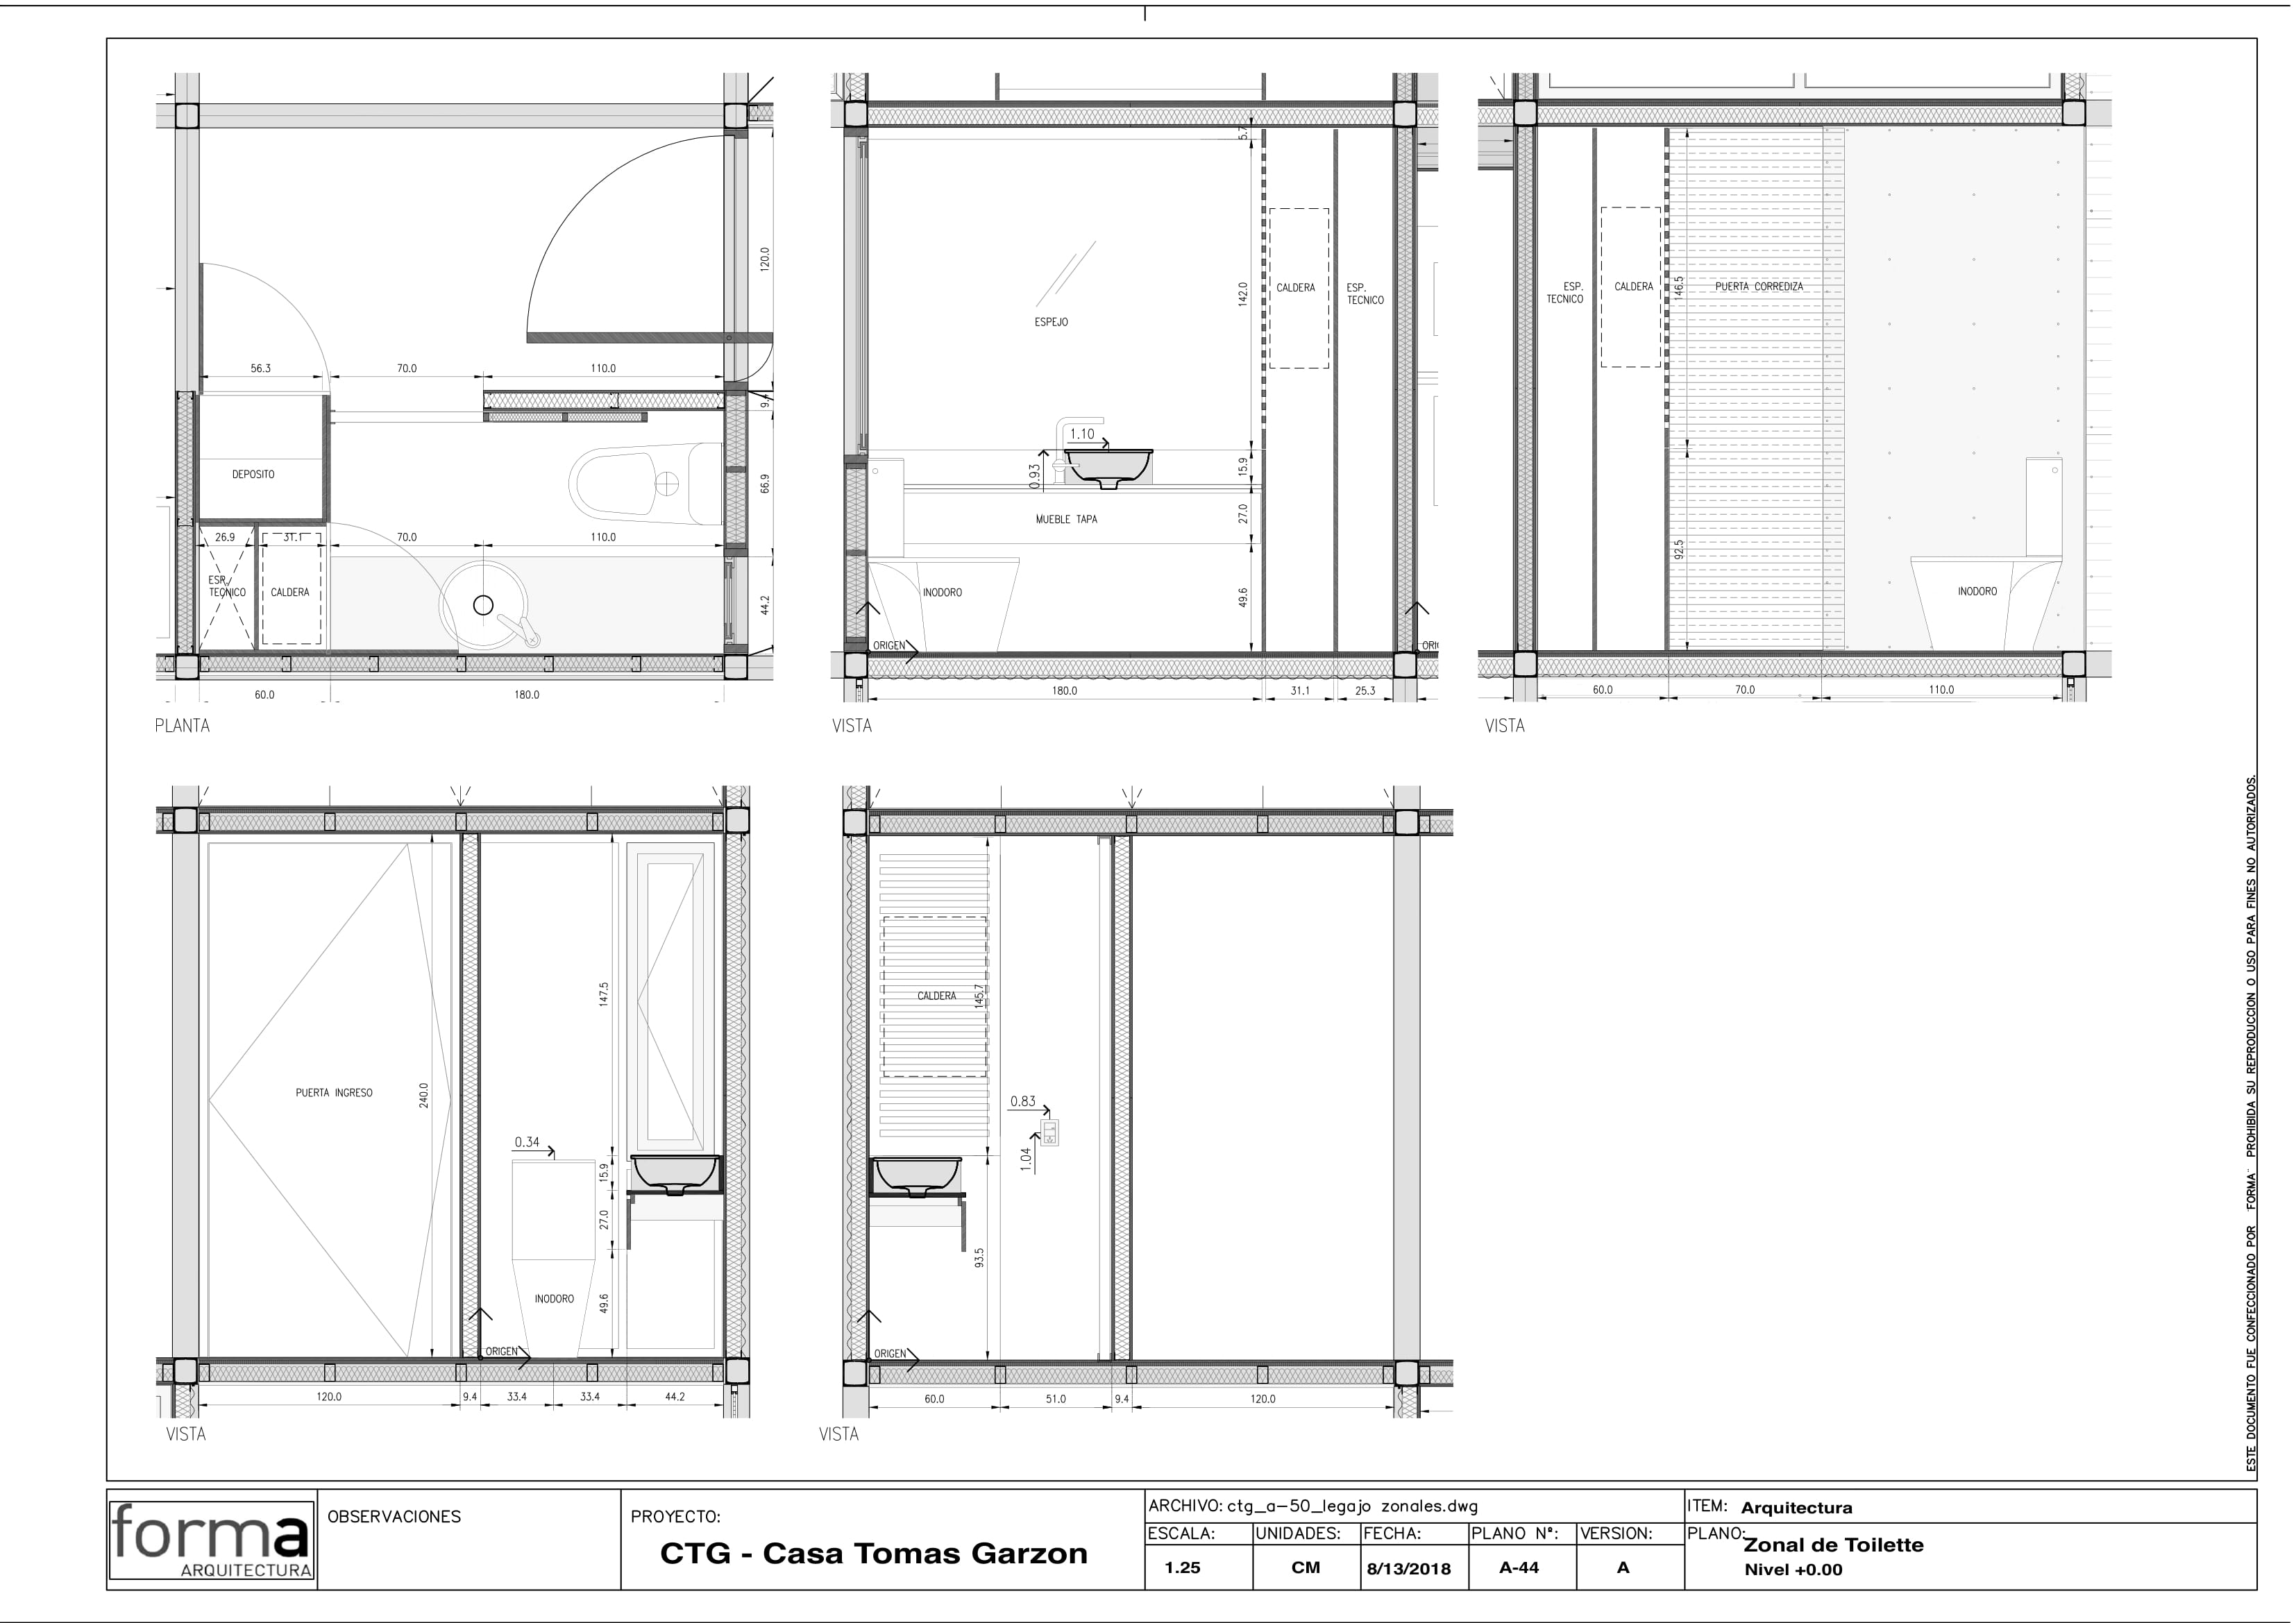 120.0
56.3
70.0
110.0
9.4
DEPOSITO
66.9
26.9
31.1
70.0
110.0
ESP.
TECNICO
CALDERA
44.2
60.0
180.0
PLANTA
5.7
142.0
CALDERA
ESP.
TECNICO
ESPEJO
1.10
0.93
15.9
MUEBLE TAPA
27.0
INODORO
49.6
ORIGEN
ORI
180.0
31.1
25.3
VISTA
ESP.
TECNICO
CALDERA
146.5
PUERTA CORREDIZA
92.5
INODORO
60.0
70.0
110.0
VISTA
PUERTA INGRESO
240.0
147.5
0.34
15.9
27.0
INODORO
49.6
ORIGEN
120.0
9.4
33.4
33.4
44.2
VISTA
CALDERA
145.7
0.83
1.04
93.5
ORIGEN
60.0
51.0
9.4
120.0
VISTA
ESTE DOCUMENTO FUE CONFECCIONADO POR ¨FORMA¨ PROHIBIDA SU REPRODUCCION O USO PARA FINES NO AUTORIZADOS.
forma
ARQUITECTURA
OBSERVACIONES
PROYECTO:
CTG - Casa Tomas Garzon
ARCHIVO: ctg_a-50_legajo zonales.dwg
ESCALA:
1.25
UNIDADES:
CM
FECHA:
8/13/2018
PLANO Nº:
A-44
VERSION:
A
ITEM: Arquitectura
PLANO: Zonal de Toilette
Nivel +0.00